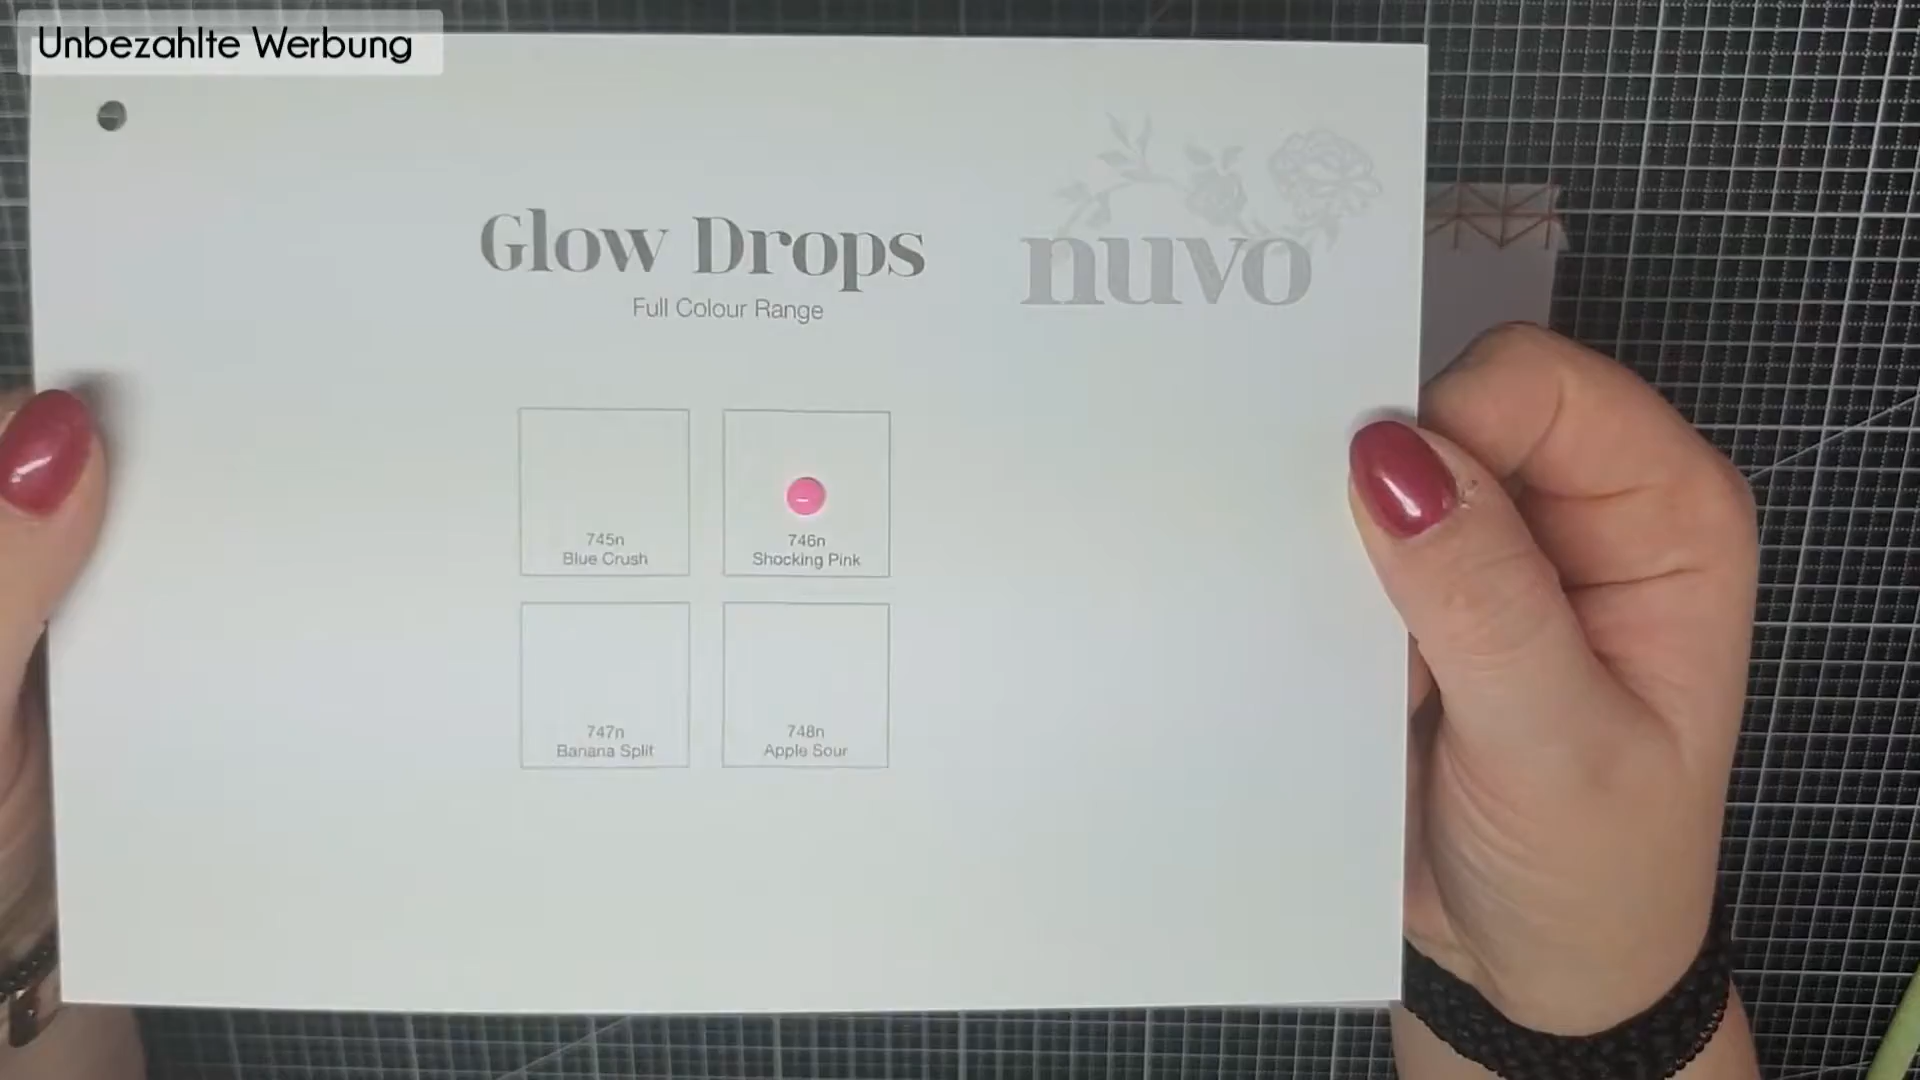 Unbezahlte Werbung
Glow Drops
Full Colour Range
nuvo
745n
Blue Crush
746n
Shocking Pink
747n
Banana Split
748n
Apple Sour